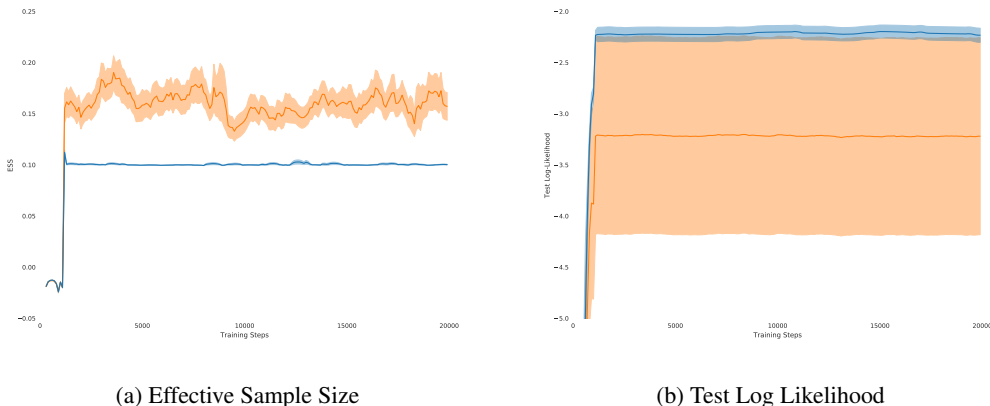 0.25
0.20
0.15
0.10
0.05
0.00
−0.05
ESS
0 5000 10000 15000 20000
Training Steps
−2.0
−2.5
−3.0
−3.5
−4.0
−4.5
−5.0
Test Log-Likelihood
0 5000 10000 15000 20000
Training Steps
(a) Effective Sample Size
(b) Test Log Likelihood